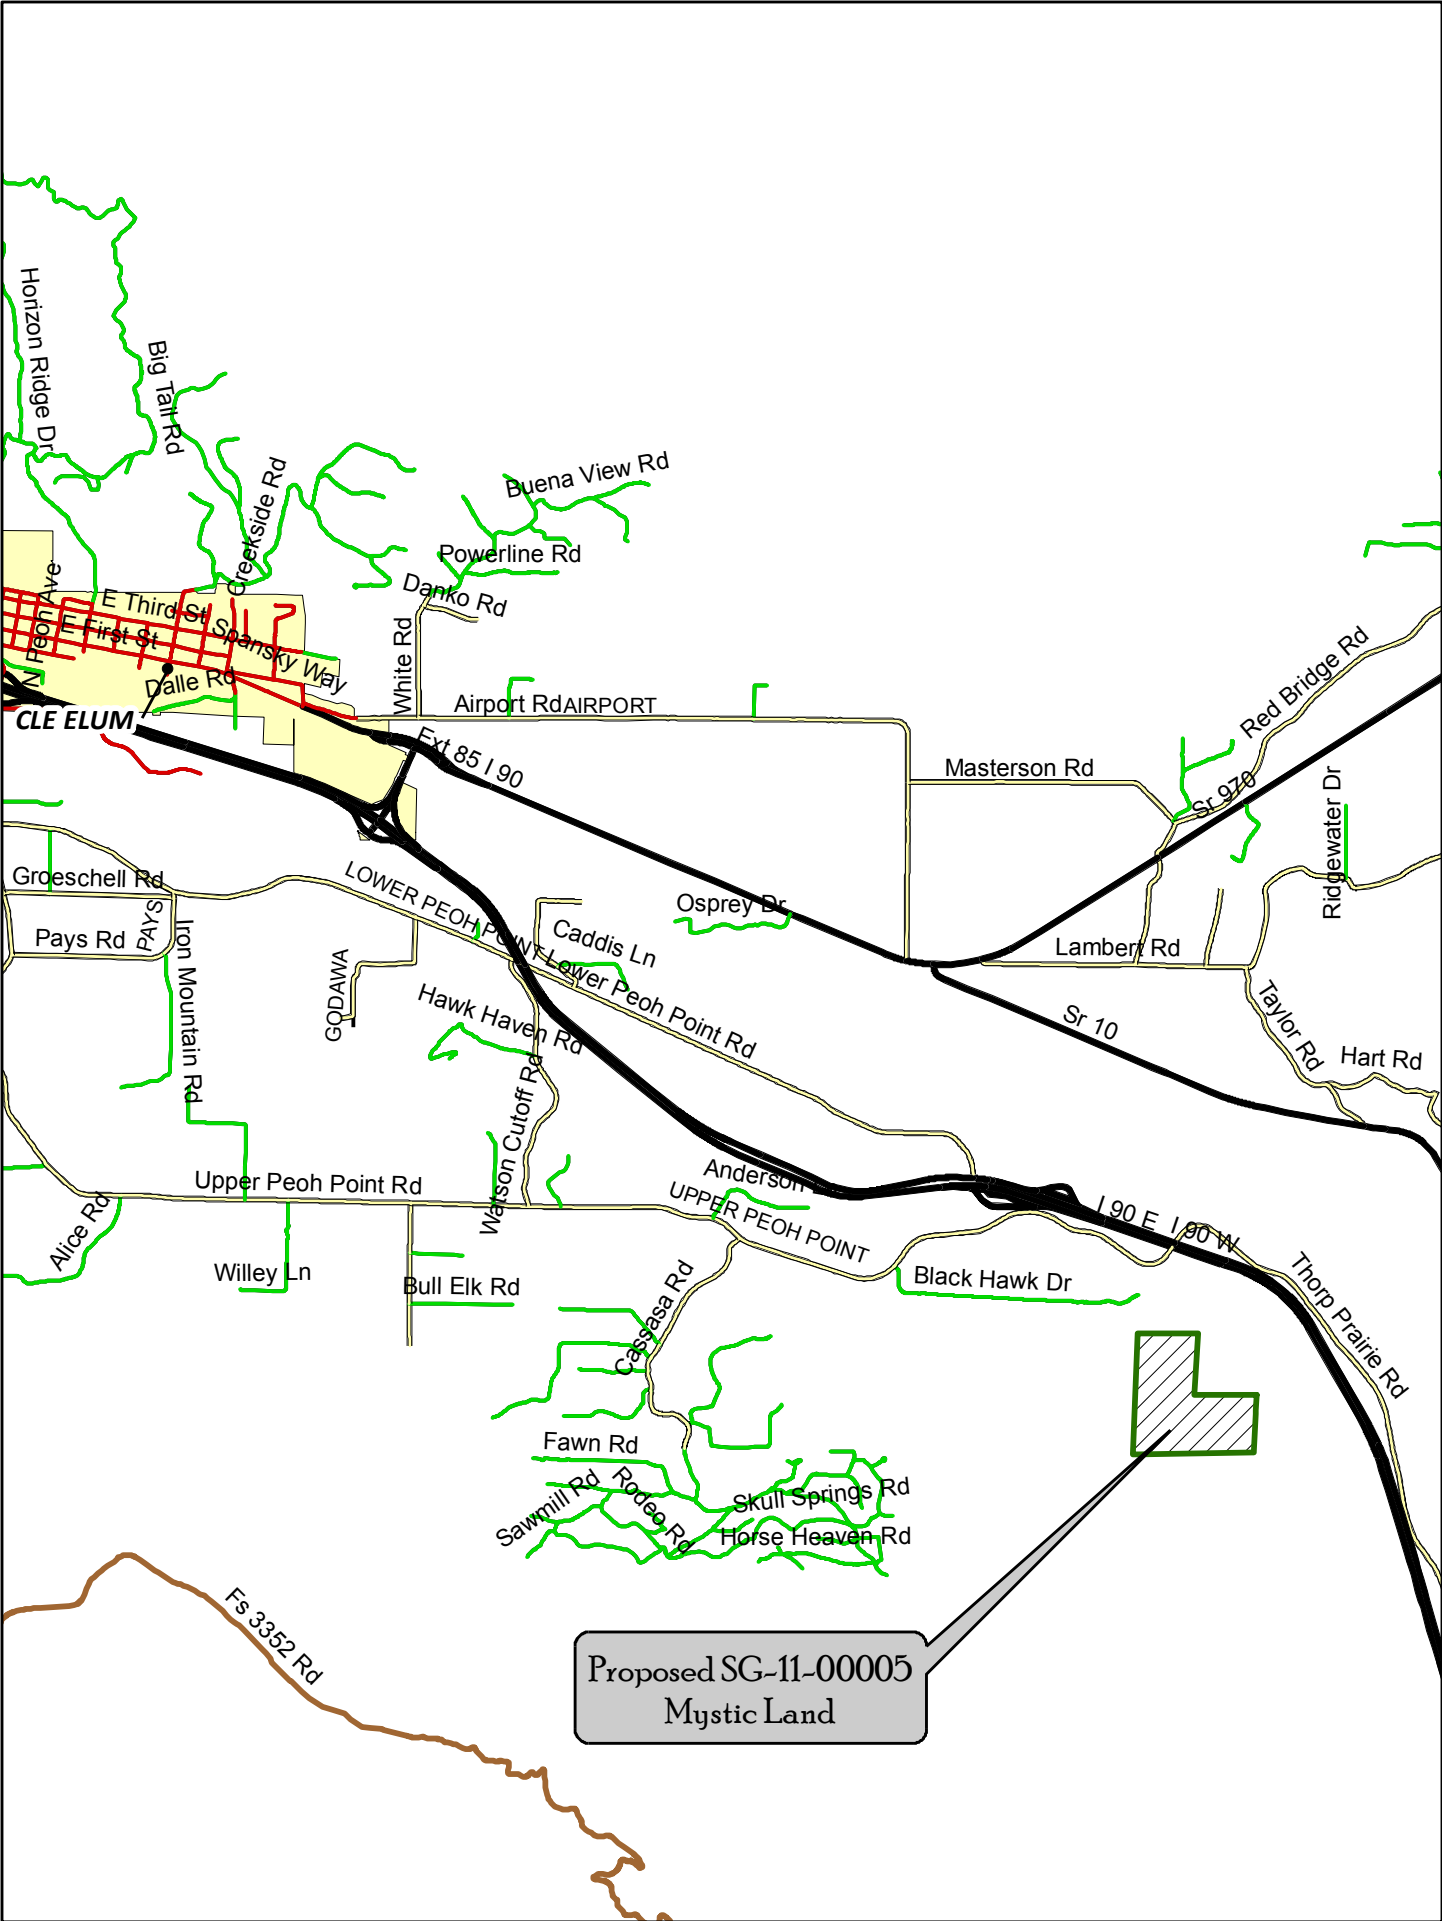 Horizon Ridge Dr
Big Tail Rd
Creekside Rd
Buena View Rd
Powerline Rd
Danko Rd
N Peoh Ave
E Third St
E First St
Spansky Way
Dalle Rd
White Rd
CLE ELUM
Airport Rd
AIRPORT
Ext 85 I 90
Red Bridge Rd
Masterson Rd
Sr 970
Ridgewater Dr
Groeschell Rd
PAYS
Pays Rd
LOWER PEOH POINT
Osprey Dr
Caddis Ln
Lower Peoh Point Rd
Lambert Rd
Iron Mountain Rd
GODAWA
Hawk Haven Rd
Sr 10
Taylor Rd
Hart Rd
Watson Cutoff Rd
Upper Peoh Point Rd
Anderson
UPPER PEOH POINT
I 90 E
I 90 W
Alice Rd
Willey Ln
Bull Elk Rd
Cassasa Rd
Black Hawk Dr
Thorp Prairie Rd
Fawn Rd
Sawmill Rd
Rodeo Rd
Skull Springs Rd
Horse Heaven Rd
Fs 3352 Rd
Proposed SG-11-00005
Mystic Land